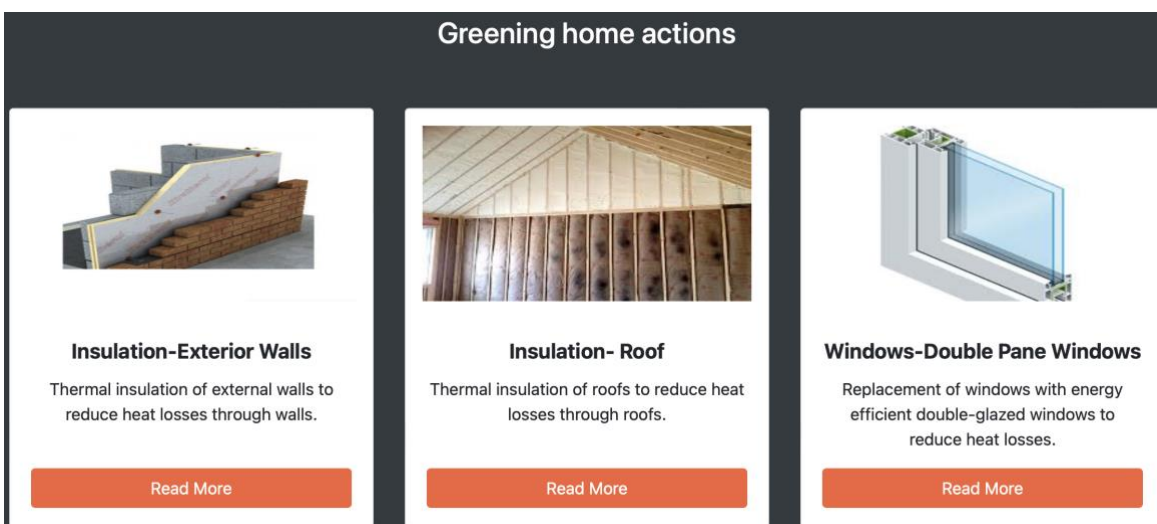 Greening home actions
Insulation-Exterior Walls
Thermal insulation of external walls to
reduce heat losses through walls.
Read More
Insulation- Roof
Thermal insulation of roofs to reduce heat
losses through roofs.
Read More
Windows-Double Pane Windows
Replacement of windows with energy
efficient double-glazed windows to
reduce heat losses.
Read More